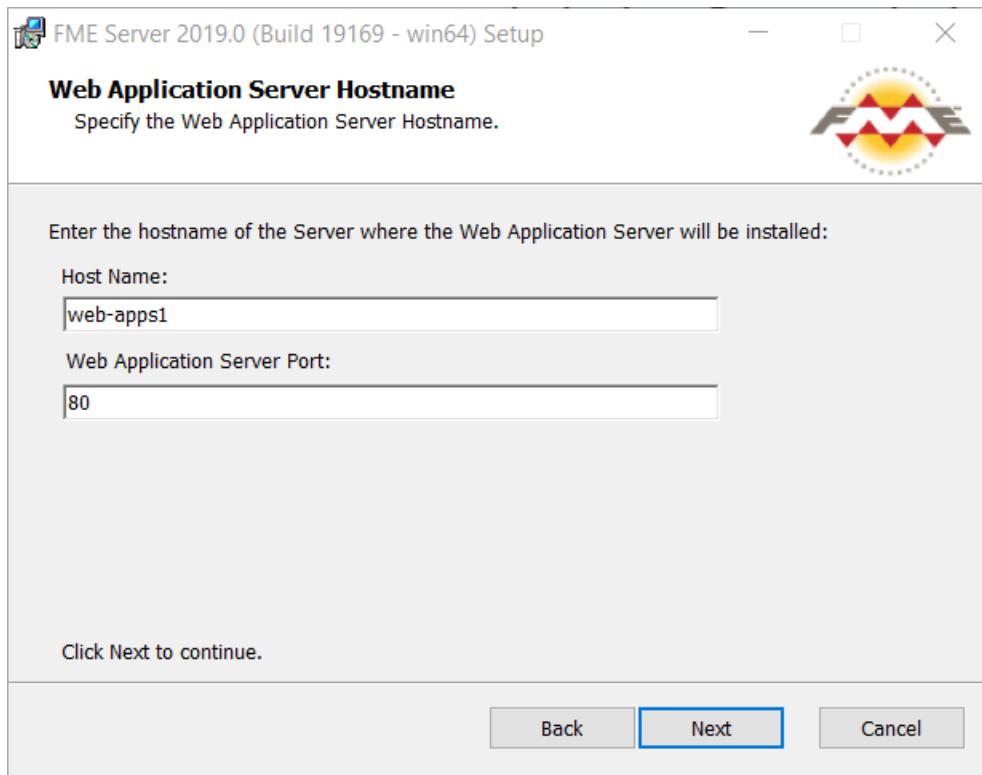 FME Server 2019.0 (Build 19169 - win64) Setup
Web Application Server Hostname
Specify the Web Application Server Hostname.
FME
Enter the hostname of the Server where the Web Application Server will be installed:
Host Name:
web-apps1
Web Application Server Port:
80
Click Next to continue.
Back Next Cancel